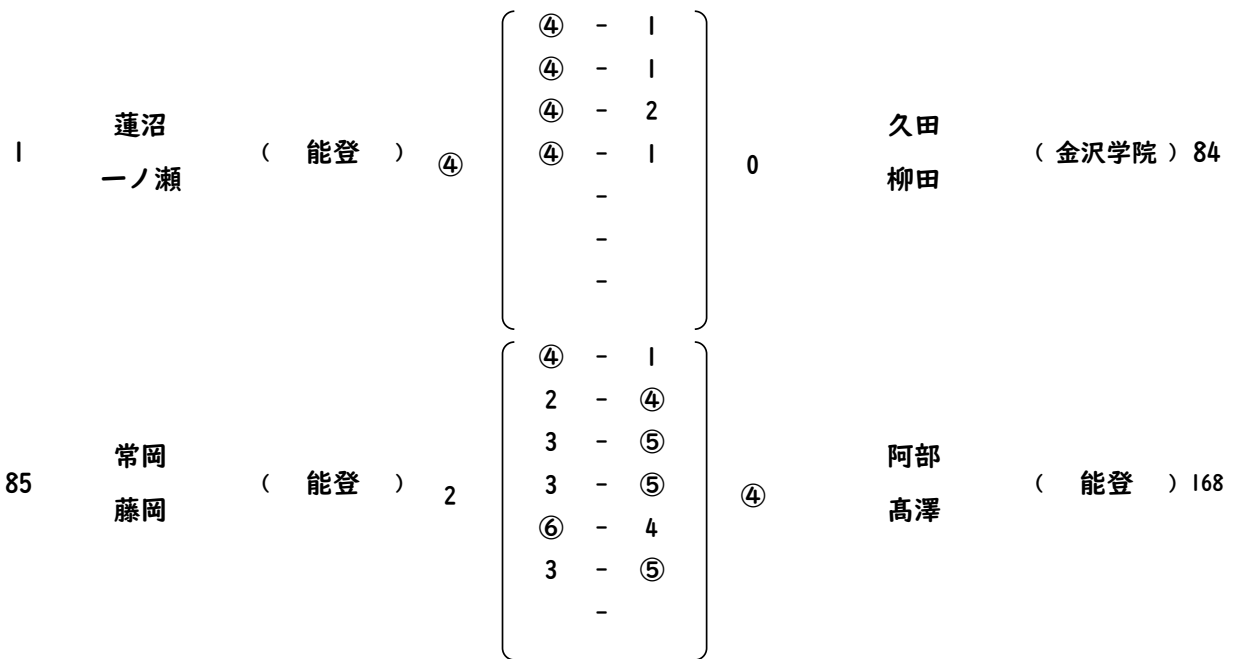 ④ - 1
④ - 1
④ - 2
④ - 1
-
-
-
1 蓮沼 一ノ瀬 ( 能登 ) ④
0 久田 柳田 ( 金沢学院 ) 84
④ - 1
2 - ④
3 - ⑤
3 - ⑤
⑥ - 4
3 - ⑤
-
85 常岡 藤岡 ( 能登 ) 2
④ 阿部 髙澤 ( 能登 ) 168